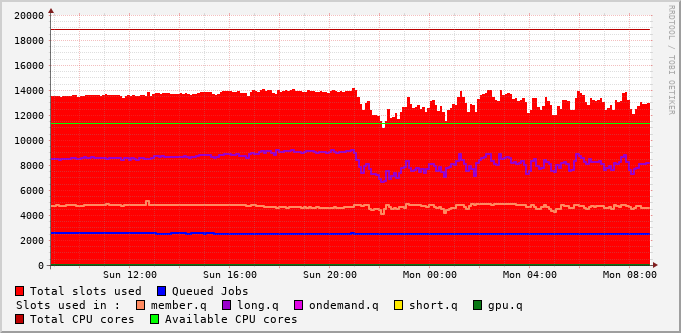 20000
18000
16000
14000
12000
10000
8000
6000
4000
2000
0
Sun 12:00 Sun 16:00 Sun 20:00 Mon 00:00 Mon 04:00 Mon 08:00
RRDTOOL / TOBI OETIKER
Total slots used Queued Jobs
Slots used in : member.q long.q ondemand.q short.q gpu.q
Total CPU cores Available CPU cores